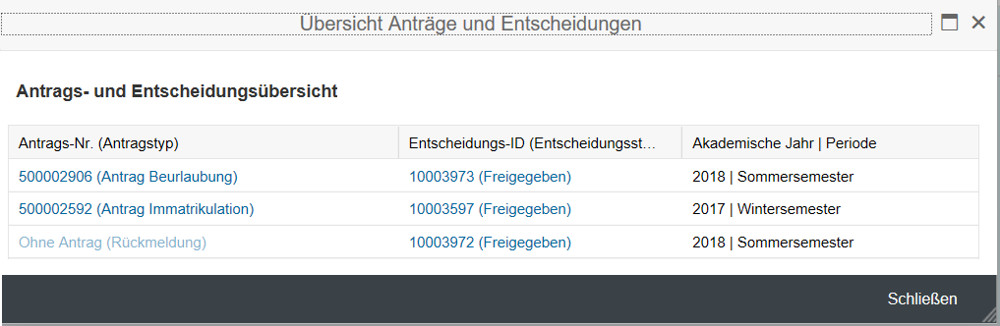 Übersicht Anträge und Entscheidungen
Antrags- und Entscheidungsübersicht
Antrags-Nr. (Antragstyp) Entscheidungs-ID (Entscheidungsst... Akademische Jahr | Periode
500002906 (Antrag Beurlaubung) 10003973 (Freigegeben) 2018 | Sommersemester
500002592 (Antrag Immatrikulation) 10003597 (Freigegeben) 2017 | Wintersemester
Ohne Antrag (Rückmeldung) 10003972 (Freigegeben) 2018 | Sommersemester
Schließen